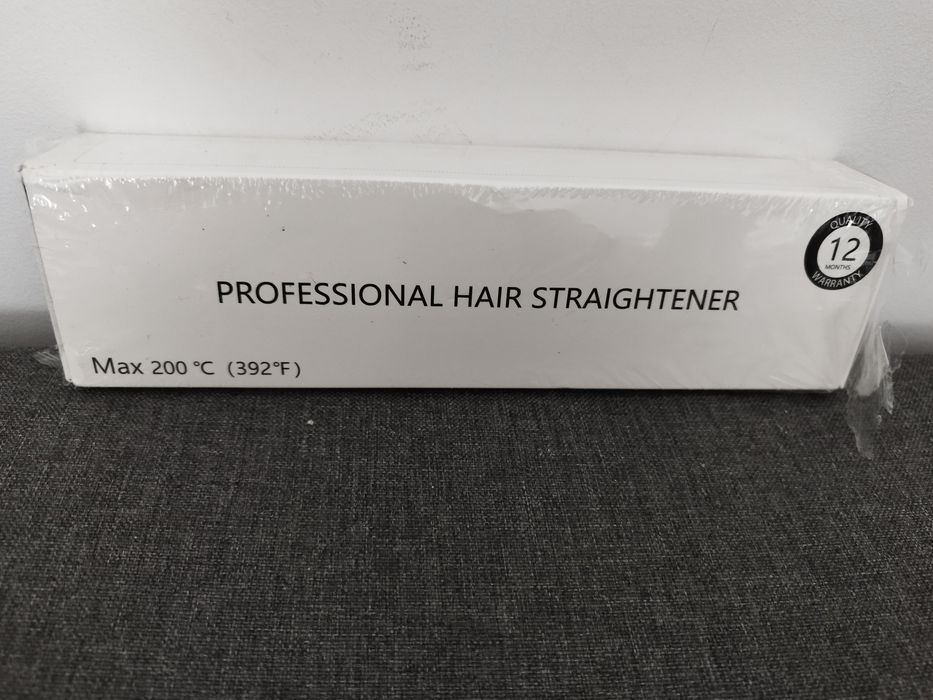 QUALITY
12
MONTHS
WARRANTY
PROFESSIONAL HAIR STRAIGHTENER
Max 200 °C (392°F)